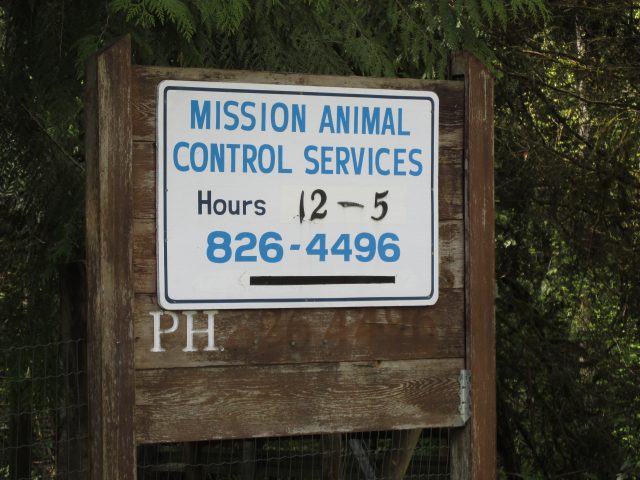 MISSION ANIMAL
CONTROL SERVICES
Hours 12-5
826-4496
PH.